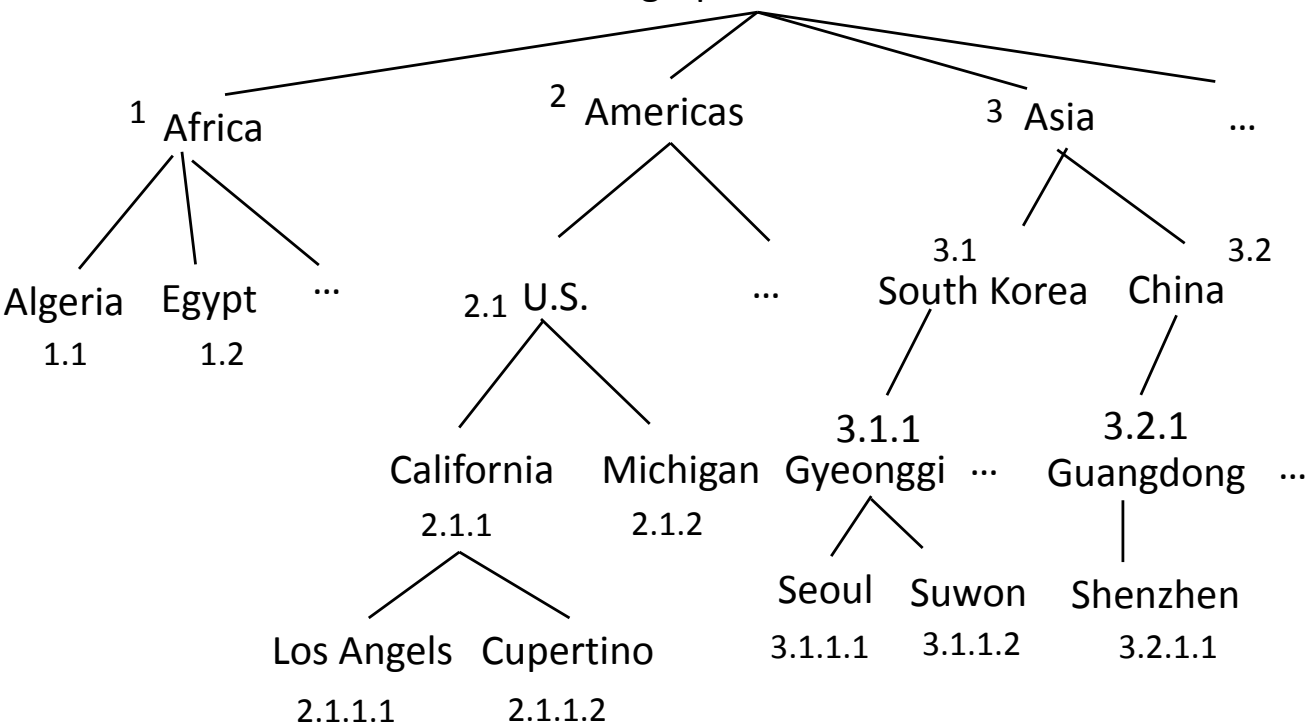 1 Africa
2 Americas
3 Asia
...
Algeria
1.1
Egypt
1.2
...
2.1 U.S.
...
3.1
South Korea
3.2
China
California
2.1.1
Michigan
2.1.2
3.1.1
Gyeonggi
...
3.2.1
Guangdong
...
Los Angels
2.1.1.1
Cupertino
2.1.1.2
Seoul
3.1.1.1
Suwon
3.1.1.2
Shenzhen
3.2.1.1